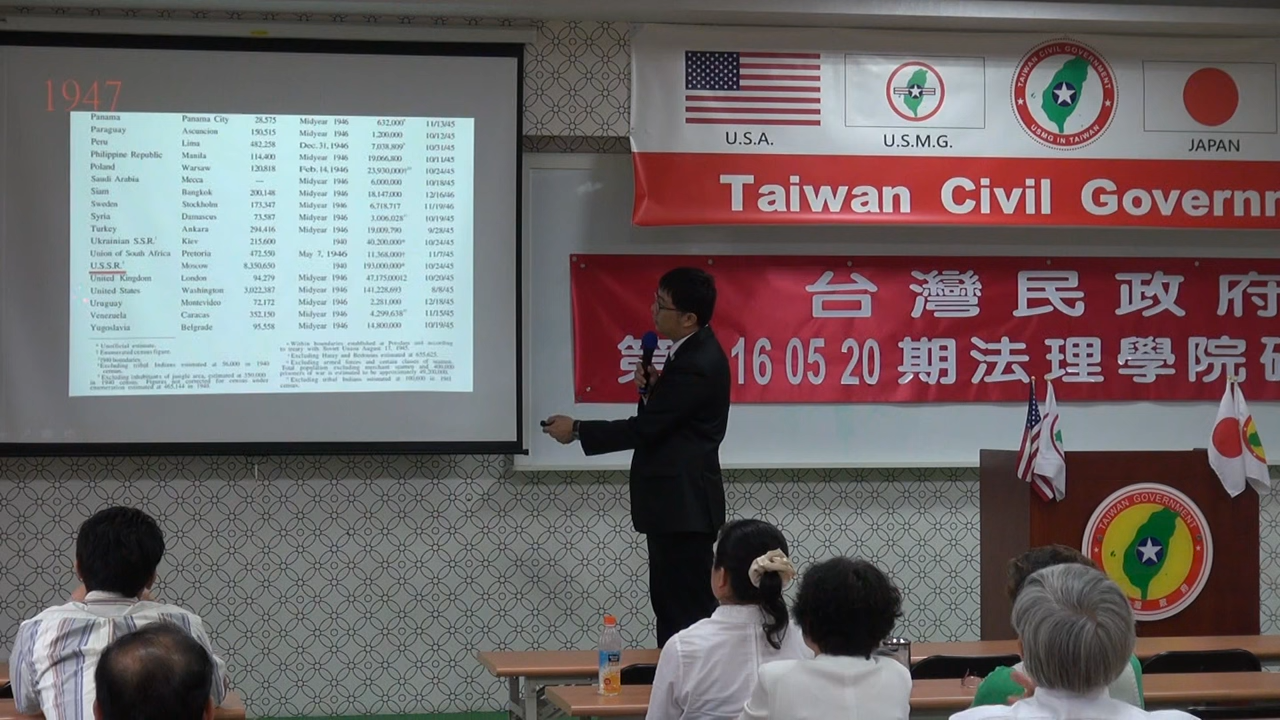 1947
Panama Panama City 28,575 Midyear 1946 632,000 11/13/45
Paraguay Asuncion 150,515 Midyear 1946 1,200,000 10/12/45
Peru Lima 482,258 Dec. 31, 1946 7,038,809 10/31/45
Philippine Republic Manila 114,400 Midyear 1946 19,066,800 10/11/45
Poland Warsaw 120,818 Feb. 14, 1946 10/24/45
Saudi Arabia Mecca — Midyear 1946 6,000,000 10/18/45
Siam Bangkok 200,148 Midyear 1946 18,147,000 12/16/46
Sweden Stockholm 173,347 Midyear 1946 6,718,717 11/19/46
Syria Damascus 73,587 Midyear 1946 3,006,028 10/19/45
Turkey Ankara 294,416 Midyear 1946 19,009,790 9/28/45
Ukrainian S.S.R. Kiev 215,600 1940 40,200,000 10/24/45
Union of South Africa Pretoria 472,550 May 7, 1946 11,368,000 11/7/45
U.S.S.R. Moscow 8,350,650 1940 193,000,000 10/24/45
United Kingdom London 94,279 Midyear 1946 47,175,00012 10/20/45
United States Washington 3,022,387 Midyear 1946 141,228,693 8/8/45
Uruguay Montevideo 72,172 Midyear 1946 2,281,000 12/18/45
Venezuela Caracas 352,150 Midyear 1946 4,299,638 11/15/45
Yugoslavia Belgrade 95,558 Midyear 1946 14,800,000 10/19/45
Unofficial estimate.
Enumerated census figure.
U.S.A.
U.S.M.G.
TAIWAN CIVIL GOVERNMENT
USMG IN TAIWAN
JAPAN
Taiwan Civil Governm
台灣民政府
第 16 05 20 期法理學院研
TAIWAN GOVERNMENT